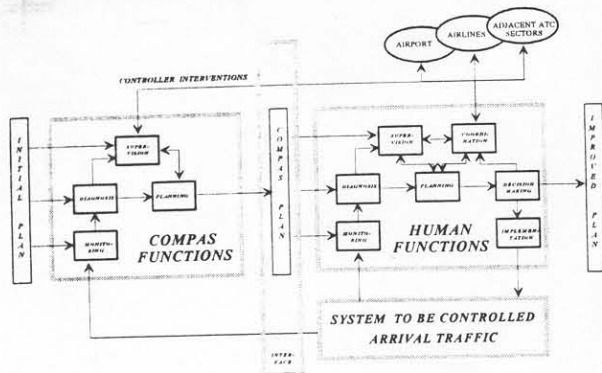 ADJACENT ATC
SECTORS
AIRLINES
AIRPORT
CONTROLLER INTERVENTIONS
INITIAL PLAN
SUPER-
VISION
DIAGNOSIS
PLANNING
MONITO-
RING
COMPAS
FUNCTIONS
COMPAS PLAN
SUPER-
VISION
COORDI-
NATION
DIAGNOSIS
PLANNING
DECISION
MAKING
MONITO-
RING
HUMAN
FUNCTIONS
IMPLEMEN-
TATION
IMPROVED PLAN
SYSTEM TO BE CONTROLLED
ARRIVAL TRAFFIC
INTER-
FACE